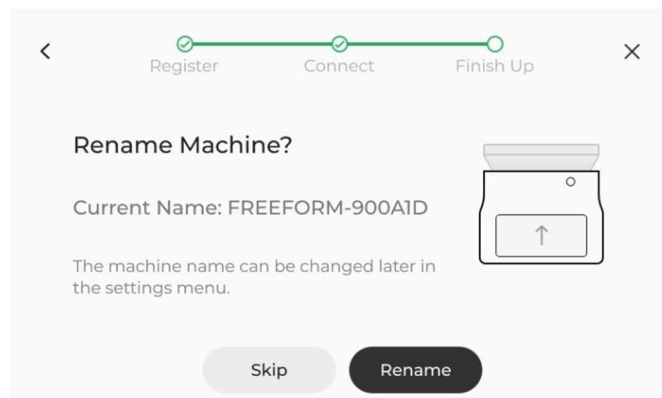 Register
Connect
Finish Up
Rename Machine?
Current Name: FREEFORM-900A1D
The machine name can be changed later in
the settings menu.
Skip
Rename